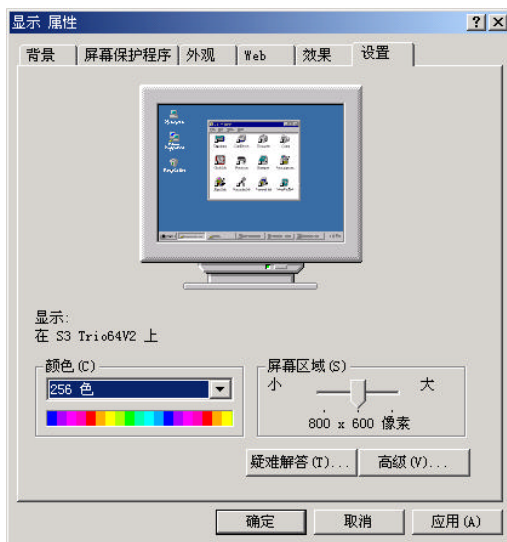 显示 属性
背景 屏幕保护程序 外观 Web 效果 设置
显示:
在 S3 Trio64V2 上
颜色(C)
256 色
屏幕区域(S)
小 大
800 x 600 像素
疑难解答(T)... 高级(V)...
确定 取消 应用(A)